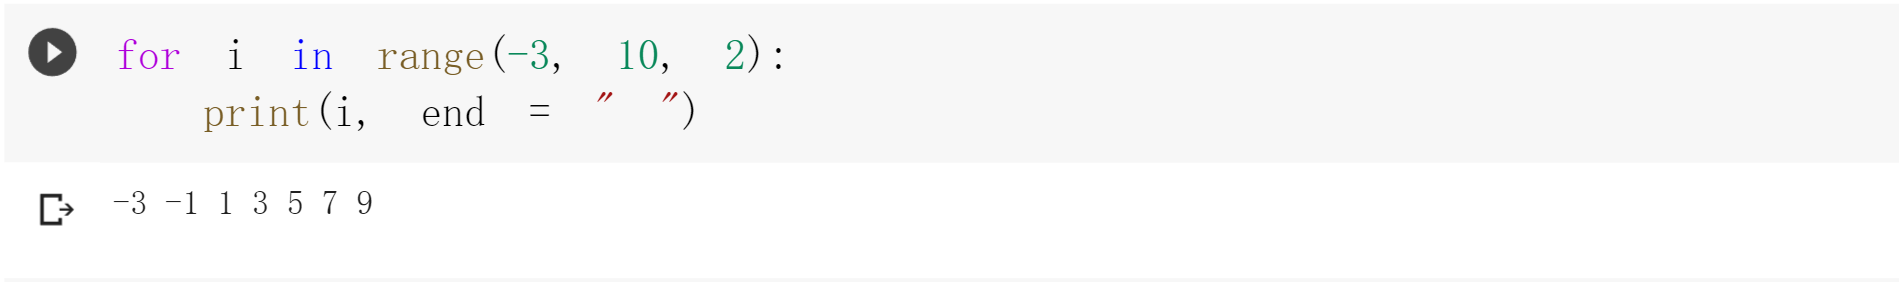 for i in range(-3, 10, 2):
    print(i, end = " ")
-3 -1 1 3 5 7 9